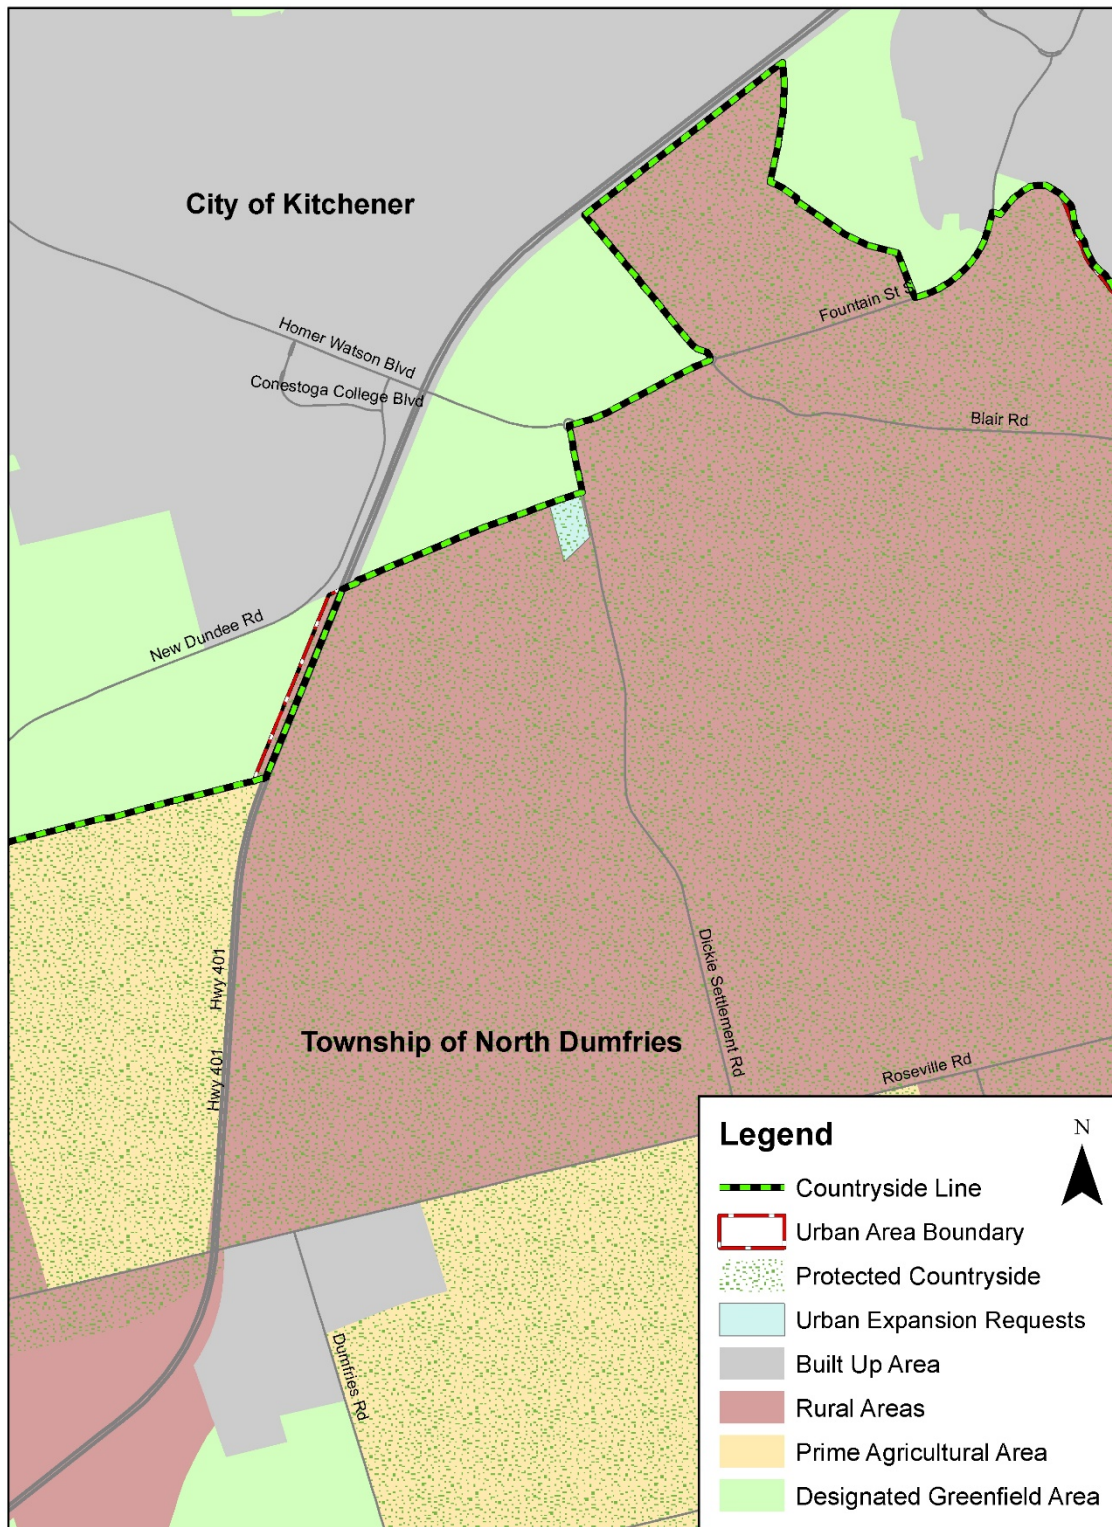 City of Kitchener
Fountain St S
Homer Watson Blvd
Conestoga College Blvd
Blair Rd
New Dundee Rd
Hwy 401
Dickie Settlement Rd
Township of North Dumfries
Hwy 401
Roseville Rd
Dumfries Rd
Legend
N
Countryside Line
Urban Area Boundary
Protected Countryside
Urban Expansion Requests
Built Up Area
Rural Areas
Prime Agricultural Area
Designated Greenfield Area